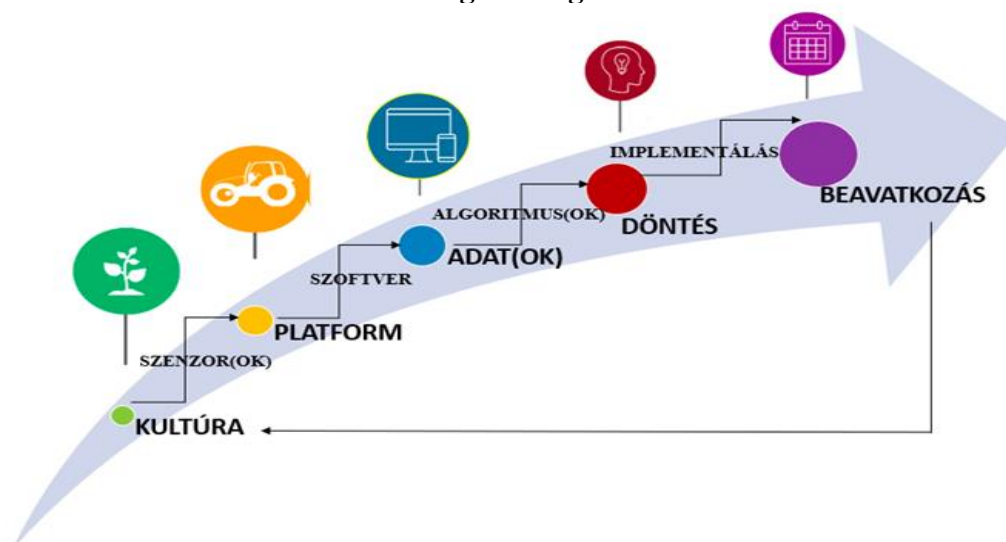 IMPLEMENTÁLÁS
BEAVATKOZÁS
ALGORITMUS(OK)
DÖNTÉS
ADAT(OK)
SZOFTVER
PLATFORM
SZENZOR(OK)
KULTÚRA